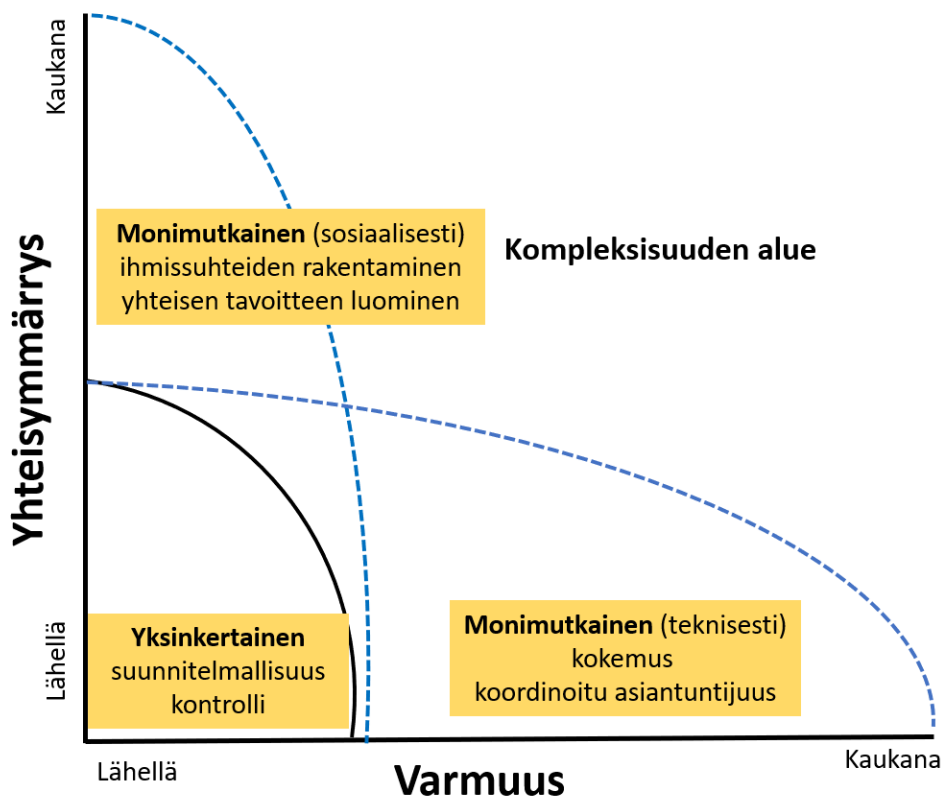 Kaukana
Yhteisymmärrys
Lähellä
Monimutkainen (sosiaalisesti)
ihmissuhteiden rakentaminen
yhteisen tavoitteen luominen
Kompleksisuuden alue
Yksinkertainen
suunnitelmallisuus
kontrolli
Monimutkainen (teknisesti)
kokemus
koordinoitu asiantuntijuus
Lähellä
Varmuus
Kaukana